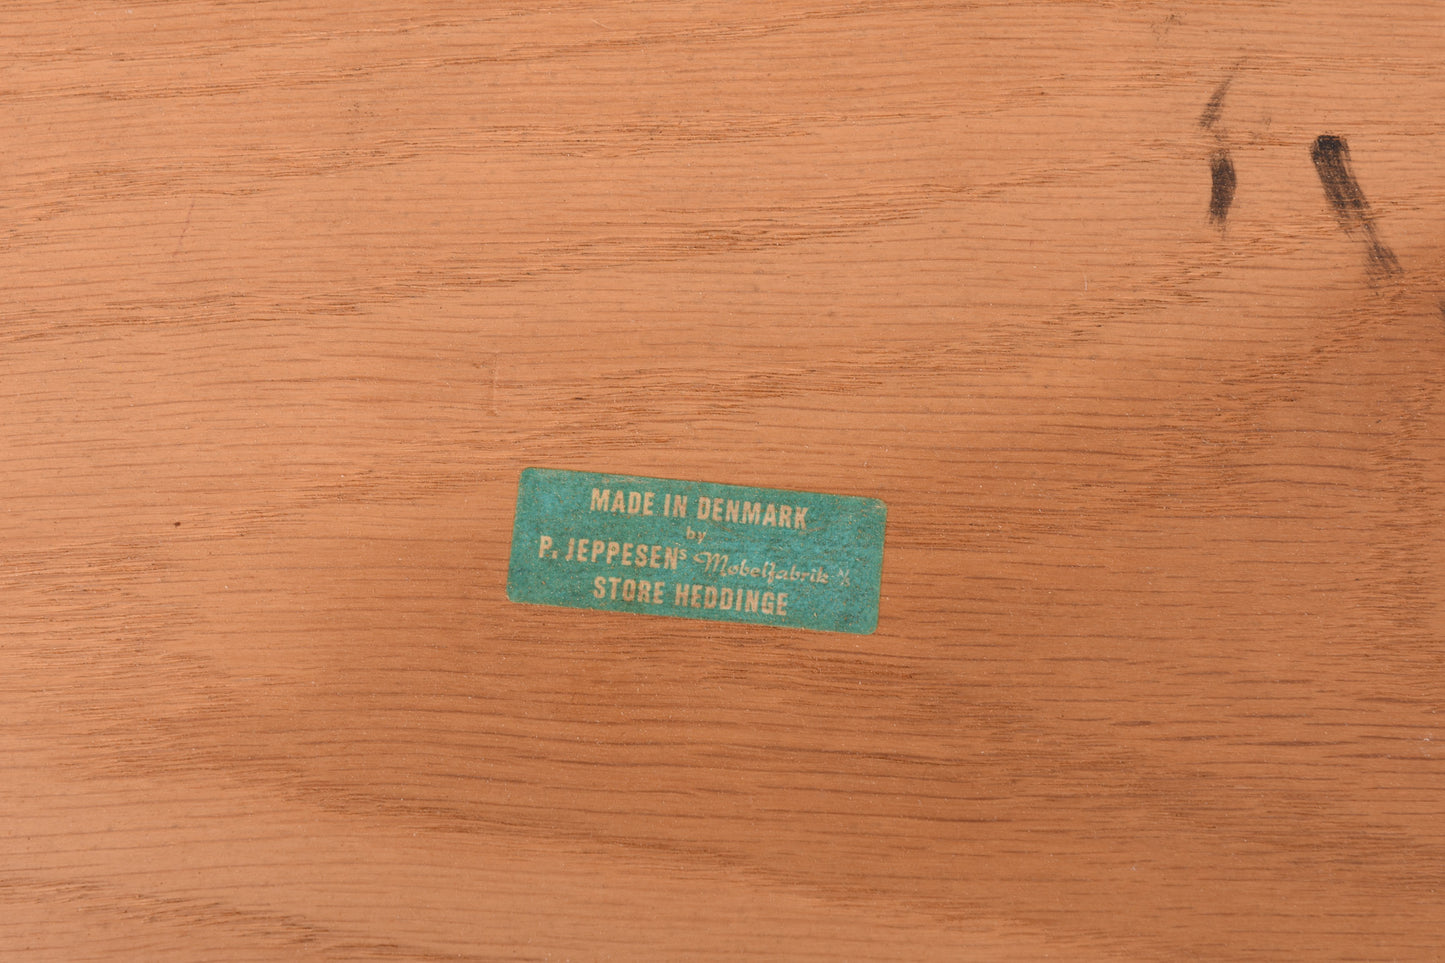 MADE IN DENMARK
by
P. JEPPESENs Møbelfabrik A/S
STORE HEDDINGE